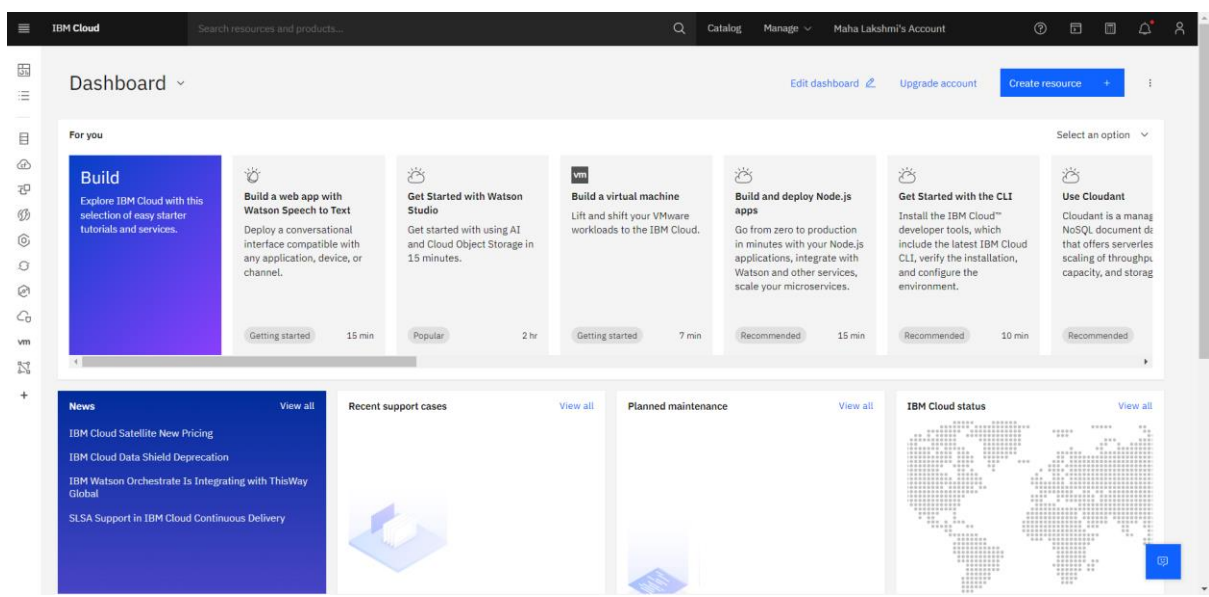 IBM Cloud
Search resources and products...
Catalog
Manage
Maha Lakshmi's Account
Dashboard
Edit dashboard
Upgrade account
Create resource +
For you
Select an option
Build
Explore IBM Cloud with this
selection of easy starter
tutorials and services.
Build a web app with
Watson Speech to Text
Deploy a conversational
interface compatible with
any application, device, or
channel.
Getting started
15 min
Get Started with Watson
Studio
Get started with using AI
and Cloud Object Storage in
15 minutes.
Popular
2 hr
vm
Build a virtual machine
Lift and shift your VMware
workloads to the IBM Cloud.
Getting started
7 min
Build and deploy Node.js
apps
Go from zero to production
in minutes with your Node.js
applications, integrate with
Watson and other services,
scale your microservices.
Recommended
15 min
Get Started with the CLI
Install the IBM Cloud™
developer tools, which
include the latest IBM Cloud
CLI, verify the installation,
and configure the
environment.
Recommended
10 min
Use Cloudant
Cloudant is a manag
NoSQL document da
that offers serverles
scaling of throughpu
capacity, and storag
Recommended
vm
News
View all
IBM Cloud Satellite New Pricing
IBM Cloud Data Shield Deprecation
IBM Watson Orchestrate Is Integrating with ThisWay
Global
SLSA Support in IBM Cloud Continuous Delivery
Recent support cases
View all
Planned maintenance
View all
IBM Cloud status
View all